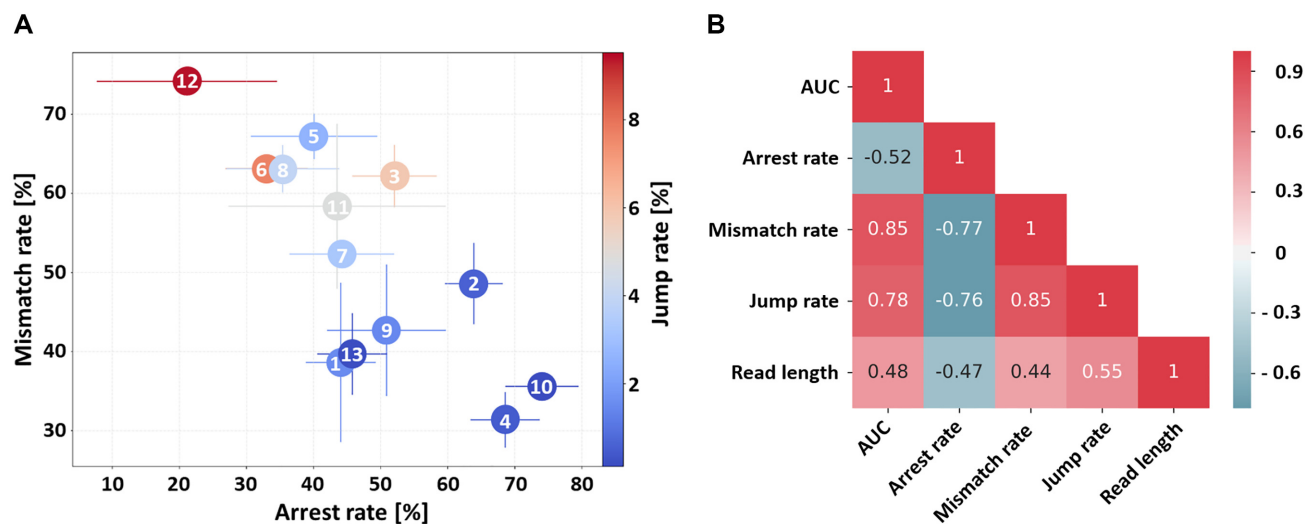 A
B
Mismatch rate [%]
70
60
50
40
30
12
5
6
8
3
11
7
2
9
1
13
10
4
10 20 30 40 50 60 70 80
Arrest rate [%]
8
6
4
2
Jump rate [%]
AUC 1
Arrest rate -0.52 1
Mismatch rate 0.85 -0.77 1
Jump rate 0.78 -0.76 0.85 1
Read length 0.48 -0.47 0.44 0.55 1
AUC Arrest rate Mismatch rate Jump rate Read length
0.9
0.6
0.3
0
- 0.3
- 0.6